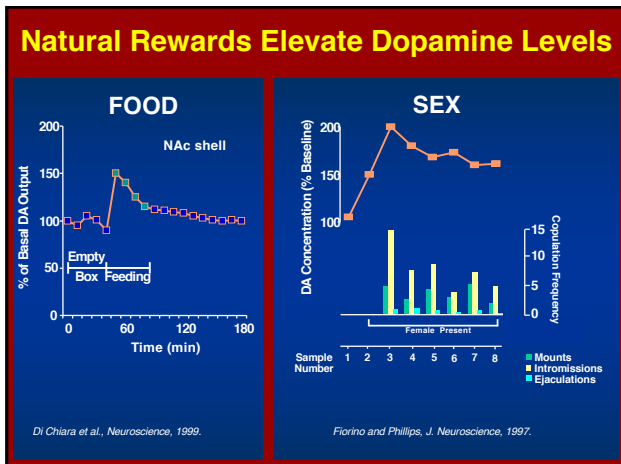 Natural Rewards Elevate Dopamine Levels
FOOD
200
NAc shell
150
100
Empty
50
Box Feeding
0
% of Basal DA Output
0 60 120 180
Time (min)
Di Chiara et al., Neuroscience, 1999.
SEX
200
150
100
DA Concentration (% Baseline)
15
10
5
0
Copulation Frequency
Female Present
Sample
Number
1 2 3 4 5 6 7 8
Mounts
Intromissions
Ejaculations
Fiorino and Phillips, J. Neuroscience, 1997.